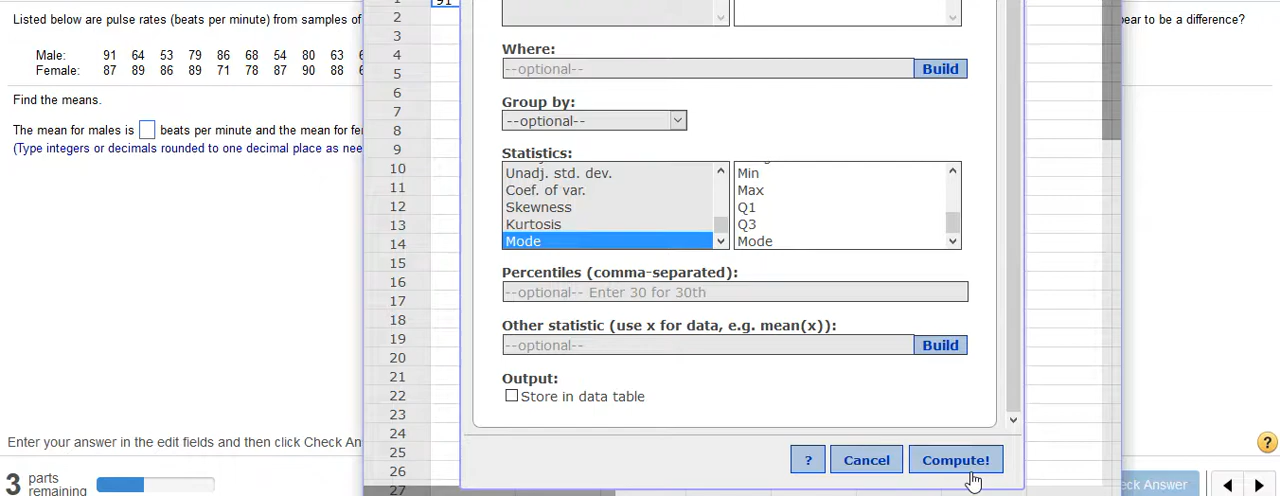 Listed below are pulse rates (beats per minute) from samples of
ear to be a difference?
Male: 91 64 53 79 86 68 54 80 63
Female: 87 89 86 89 71 78 87 90 88
Find the means.
The mean for males is beats per minute and the mean for fe
(Type integers or decimals rounded to one decimal place as nee
91
1
2
3
4
5
6
7
8
9
10
11
12
13
14
15
16
17
18
19
20
21
22
23
24
25
26
27
Where:
--optional-- Build
Group by:
--optional--
Statistics:
Unadj. std. dev. Min
Coef. of var. Max
Skewness Q1
Kurtosis Q3
Mode Mode
Percentiles (comma-separated):
--optional-- Enter 30 for 30th
Other statistic (use x for data, e.g. mean(x)):
--optional-- Build
Output:
Store in data table
? Cancel Compute!
Enter your answer in the edit fields and then click Check An
3 parts remaining
eck Answer
?